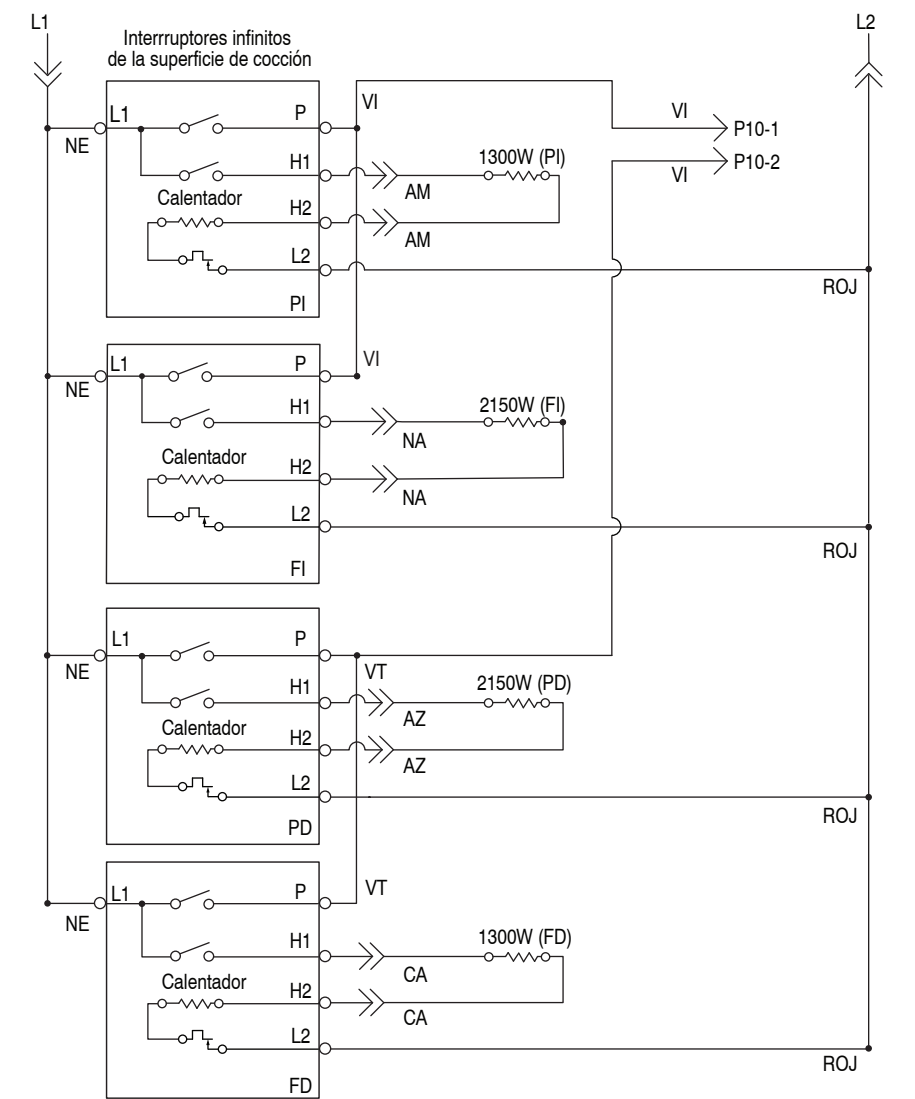 L1
L2
Interrruptores infinitos
de la superficie de cocción
L1
P
VI
VI
P10-1
NE
H1
1300W (PI)
VI
P10-2
Calentador
AM
H2
AM
L2
ROJ
PI
L1
P
VI
NE
H1
2150W (FI)
NA
Calentador
H2
NA
L2
ROJ
FI
L1
P
NE
VT
H1
2150W (PD)
AZ
Calentador
H2
AZ
L2
ROJ
PD
L1
P
VT
NE
H1
1300W (FD)
CA
Calentador
H2
CA
L2
ROJ
FD